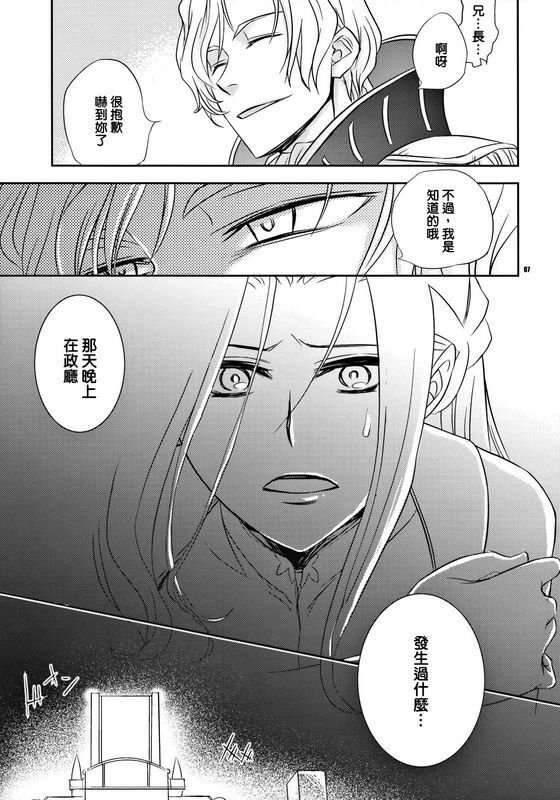 兄…長…
啊呀
很抱歉
嚇到妳了
不過，我是
知道的哦
07
那天晚上
在政廳
發生過什麼…